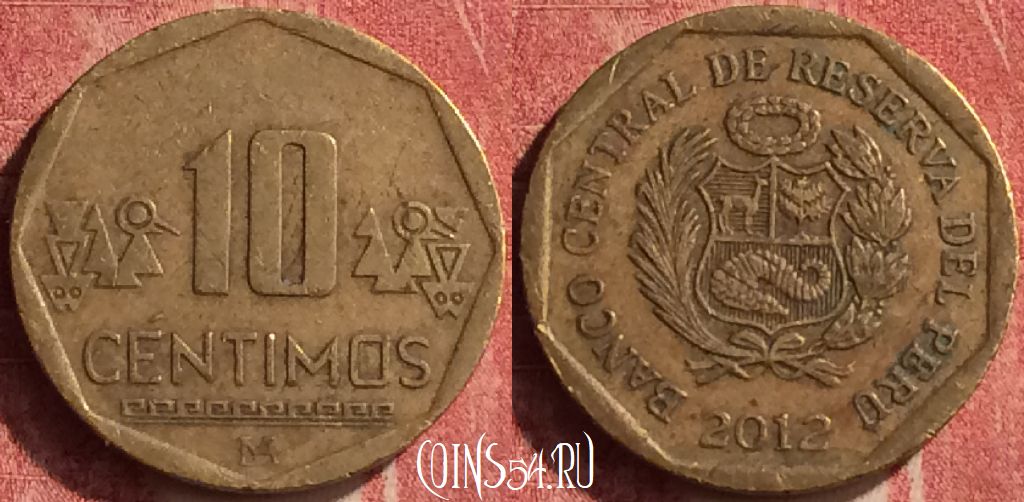 10
CÉNTIMOS
BANCO CENTRAL DE RESERVA DEL PERÚ
2012
COINS54.RU